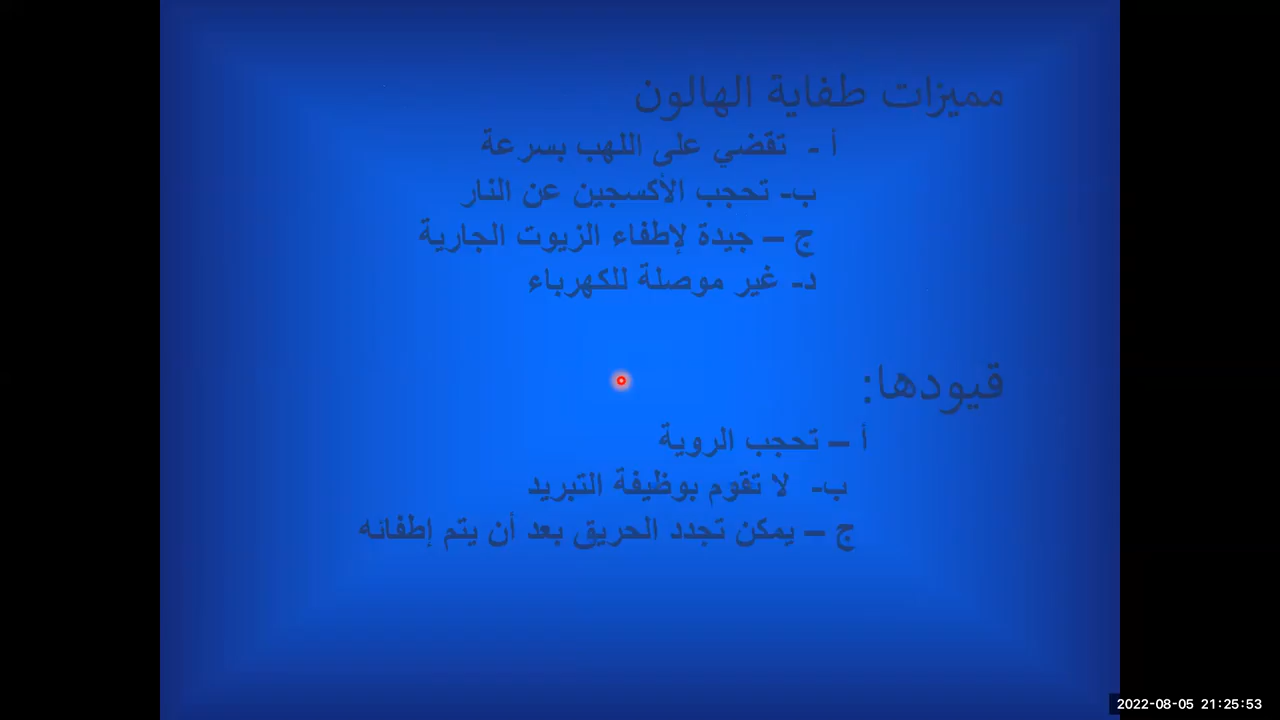 مميزات طفاية الهالون
أ - تقضي على اللهب بسرعة
ب- تحجب الأكسجين عن النار
ج – جيدة لإطفاء الزيوت الجارية
د- غير موصلة للكهرباء
قيودها:
أ – تحجب الروية
ب- لا تقوم بوظيفة التبريد
ج – يمكن تجدد الحريق بعد أن يتم إطفائه
2022-08-05 21:25:53